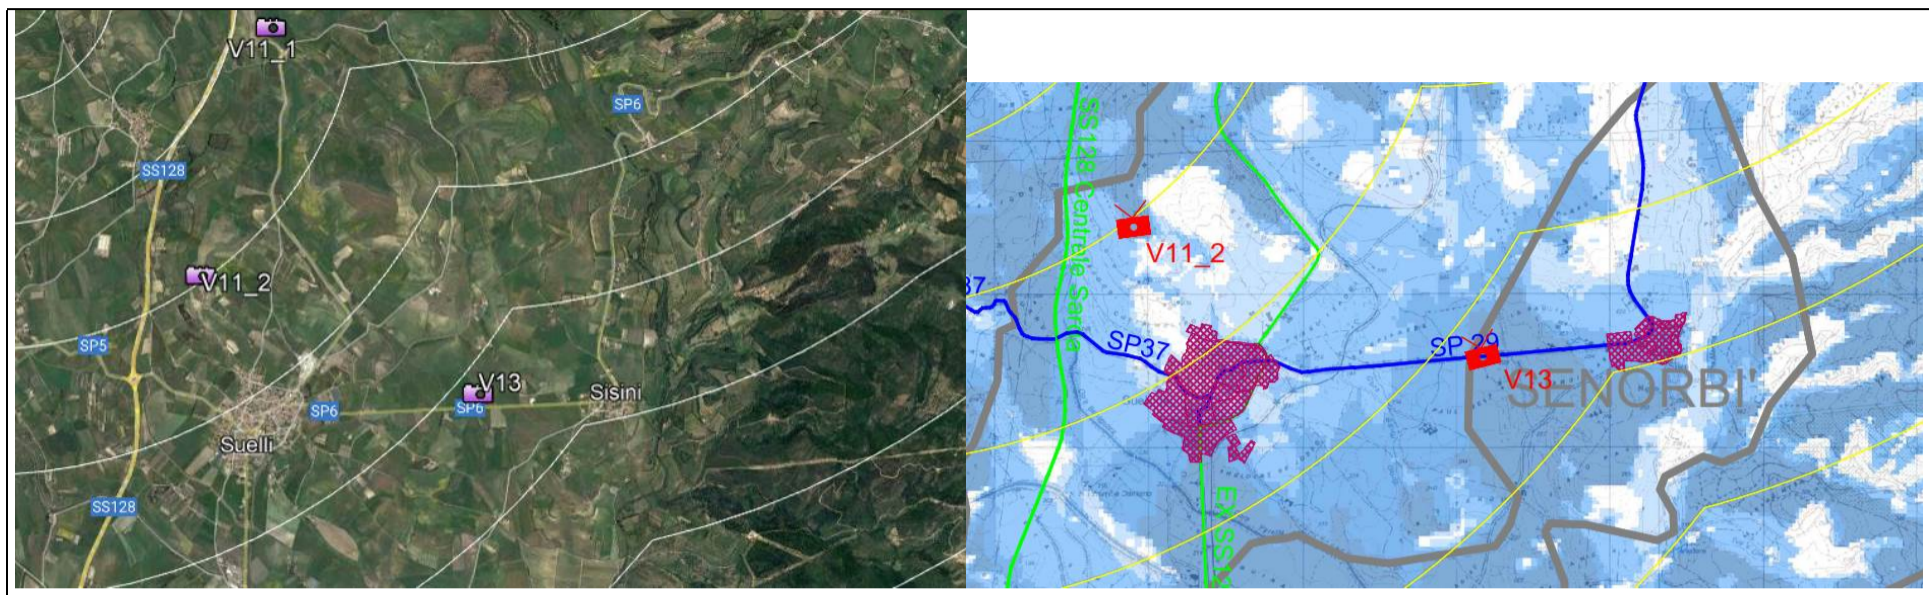 V11_1
SP6
SS128
V11_2
SP5
V13
Sisini
SP6
SP6
Suelli
SS128
SS128 Centrale Sarda
V11_2
37
SP37
SP 29
V13
SENORBI'
EX SS12